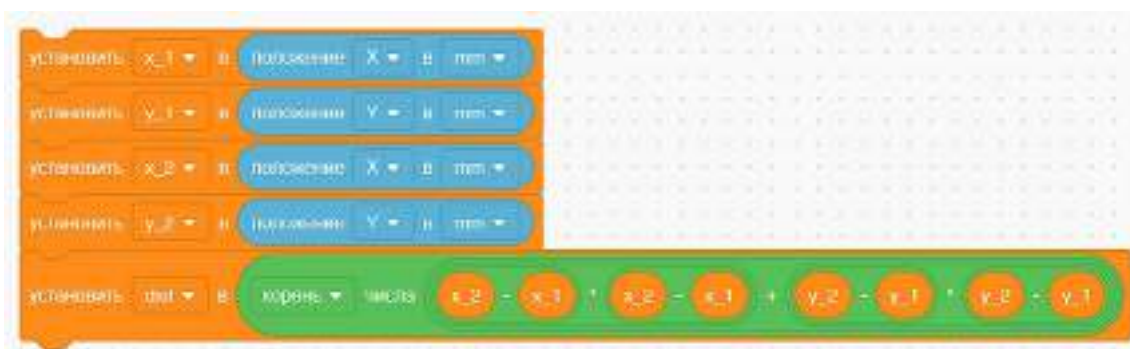 установить x_1 в положение X в mm
установить y_1 в положение Y в mm
установить x_2 в положение X в mm
установить y_2 в положение Y в mm
установить dist в корень числа x_2 - x_1 * x_2 - x_1 + y_2 - y_1 * y_2 - y_1